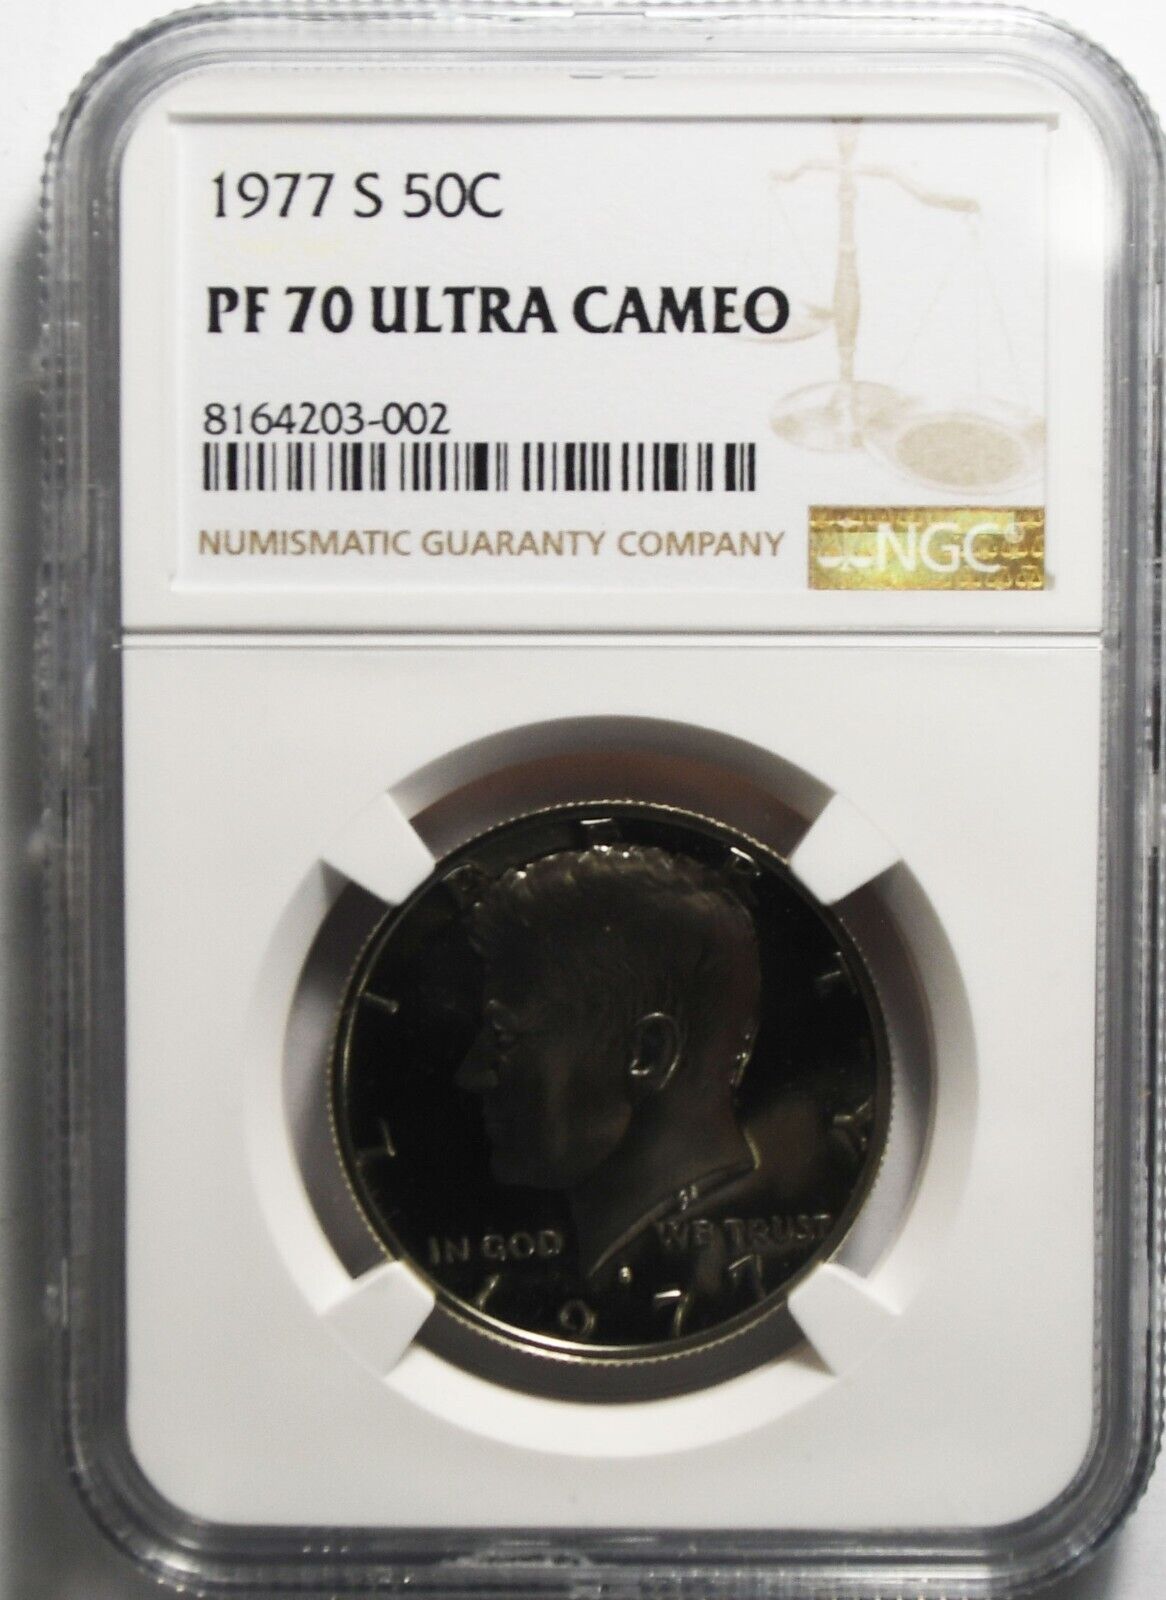 1977 S 50C
PF 70 ULTRA CAMEO
8164203-002
NUMISMATIC GUARANTY COMPANY
NGC®
LIBERTY
IN GOD WE TRUST
1977